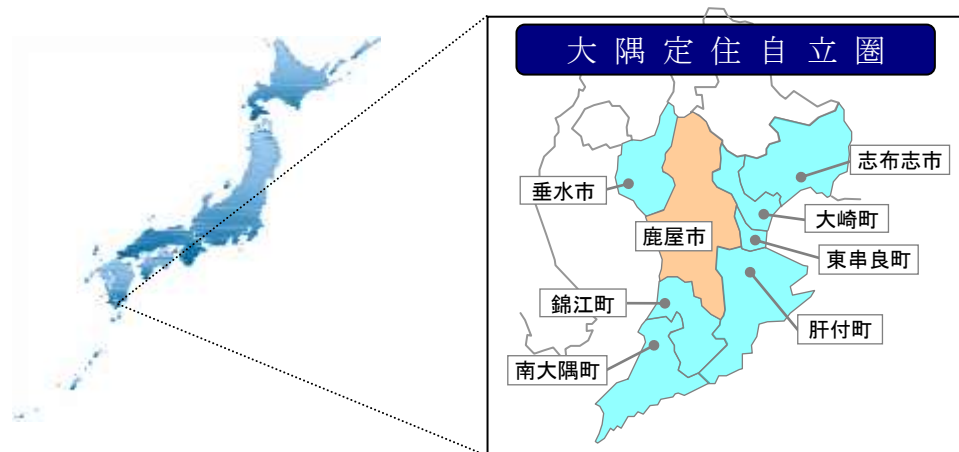 大隅定住自立圏
志布志市
垂水市
大崎町
鹿屋市
東串良町
錦江町
肝付町
南大隅町